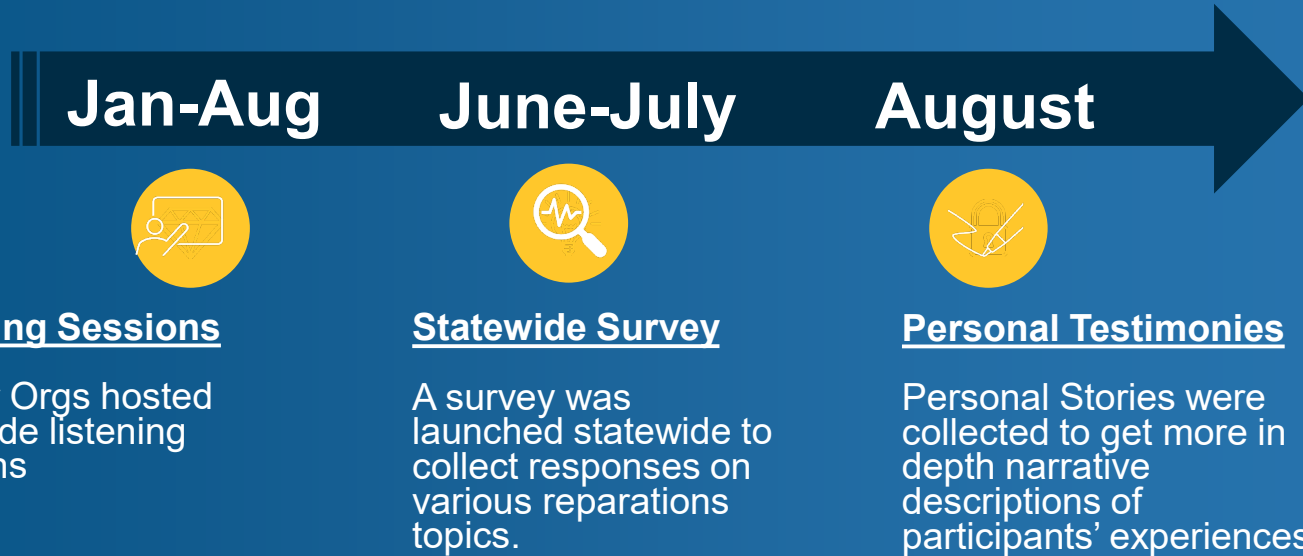 Jan-Aug
June-July
August
ng Sessions
Orgs hosted
de listening
ns
Statewide Survey
A survey was
launched statewide to
collect responses on
various reparations
topics.
Personal Testimonies
Personal Stories were
collected to get more in
depth narrative
descriptions of
participants’ experiences